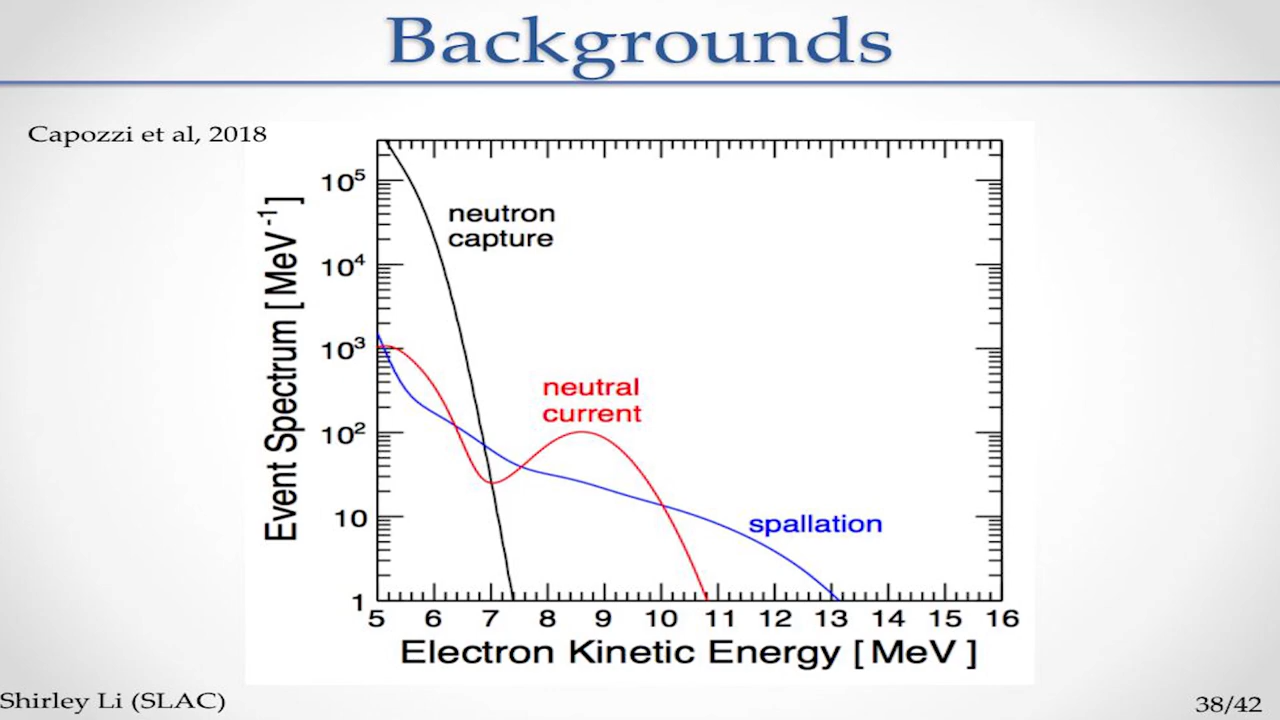 Backgrounds
Capozzi et al, 2018
neutron
capture
neutral
current
spallation
Event Spectrum [ MeV⁻¹]
10⁵
10⁴
10³
10²
10
1
5 6 7 8 9 10 11 12 13 14 15 16
Electron Kinetic Energy [ MeV ]
Shirley Li (SLAC)
38/42